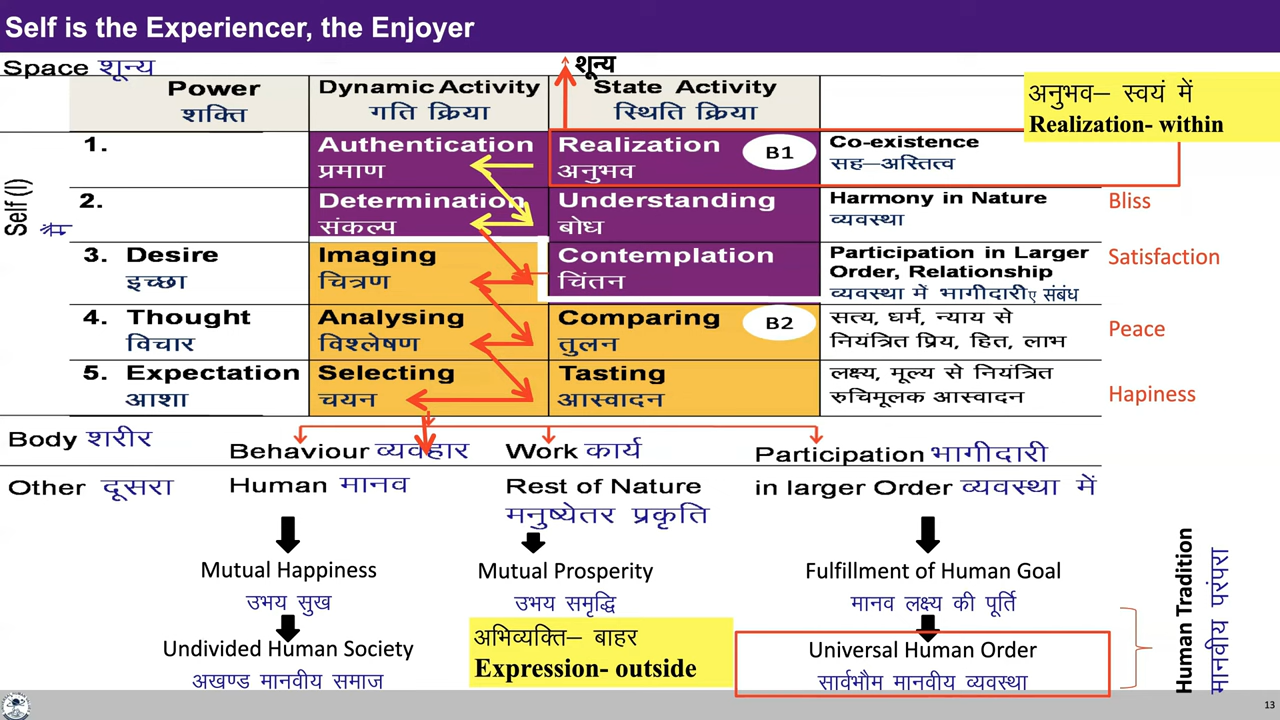 Self is the Experiencer, the Enjoyer
Space शून्य
शून्य
Power
शक्ति
Dynamic Activity
गति क्रिया
State Activity
स्थिति क्रिया
अनुभव– स्वयं में
Realization- within
Self (I)
मैं
1.
Authentication
प्रमाण
Realization
अनुभव
B1
Co-existence
सह–अस्तित्व
2.
Determination
संकल्प
Understanding
बोध
Harmony in Nature
व्यवस्था
Bliss
3. Desire
इच्छा
Imaging
चित्रण
Contemplation
चिंतन
Participation in Larger
Order, Relationship
व्यवस्था में भागीदारीए संबंध
Satisfaction
4. Thought
विचार
Analysing
विश्लेषण
Comparing
तुलन
B2
सत्य, धर्म, न्याय से
नियंत्रित प्रिय, हित, लाभ
Peace
5. Expectation
आशा
Selecting
चयन
Tasting
आस्वादन
लक्ष्य, मूल्य से नियंत्रित
रुचिमूलक आस्वादन
Hapiness
Body शरीर
Behaviour व्यवहार
Work कार्य
Participation भागीदारी
Other दूसरा
Human मानव
Rest of Nature
मनुष्येतर प्रकृति
in larger Order व्यवस्था में
Mutual Happiness
उभय सुख
Mutual Prosperity
उभय समृद्धि
Fulfillment of Human Goal
मानव लक्ष्य की पूर्ति
Undivided Human Society
अखण्ड मानवीय समाज
अभिव्यक्ति– बाहर
Expression- outside
Universal Human Order
सार्वभौम मानवीय व्यवस्था
Human Tradition
मानवीय परंपरा
13